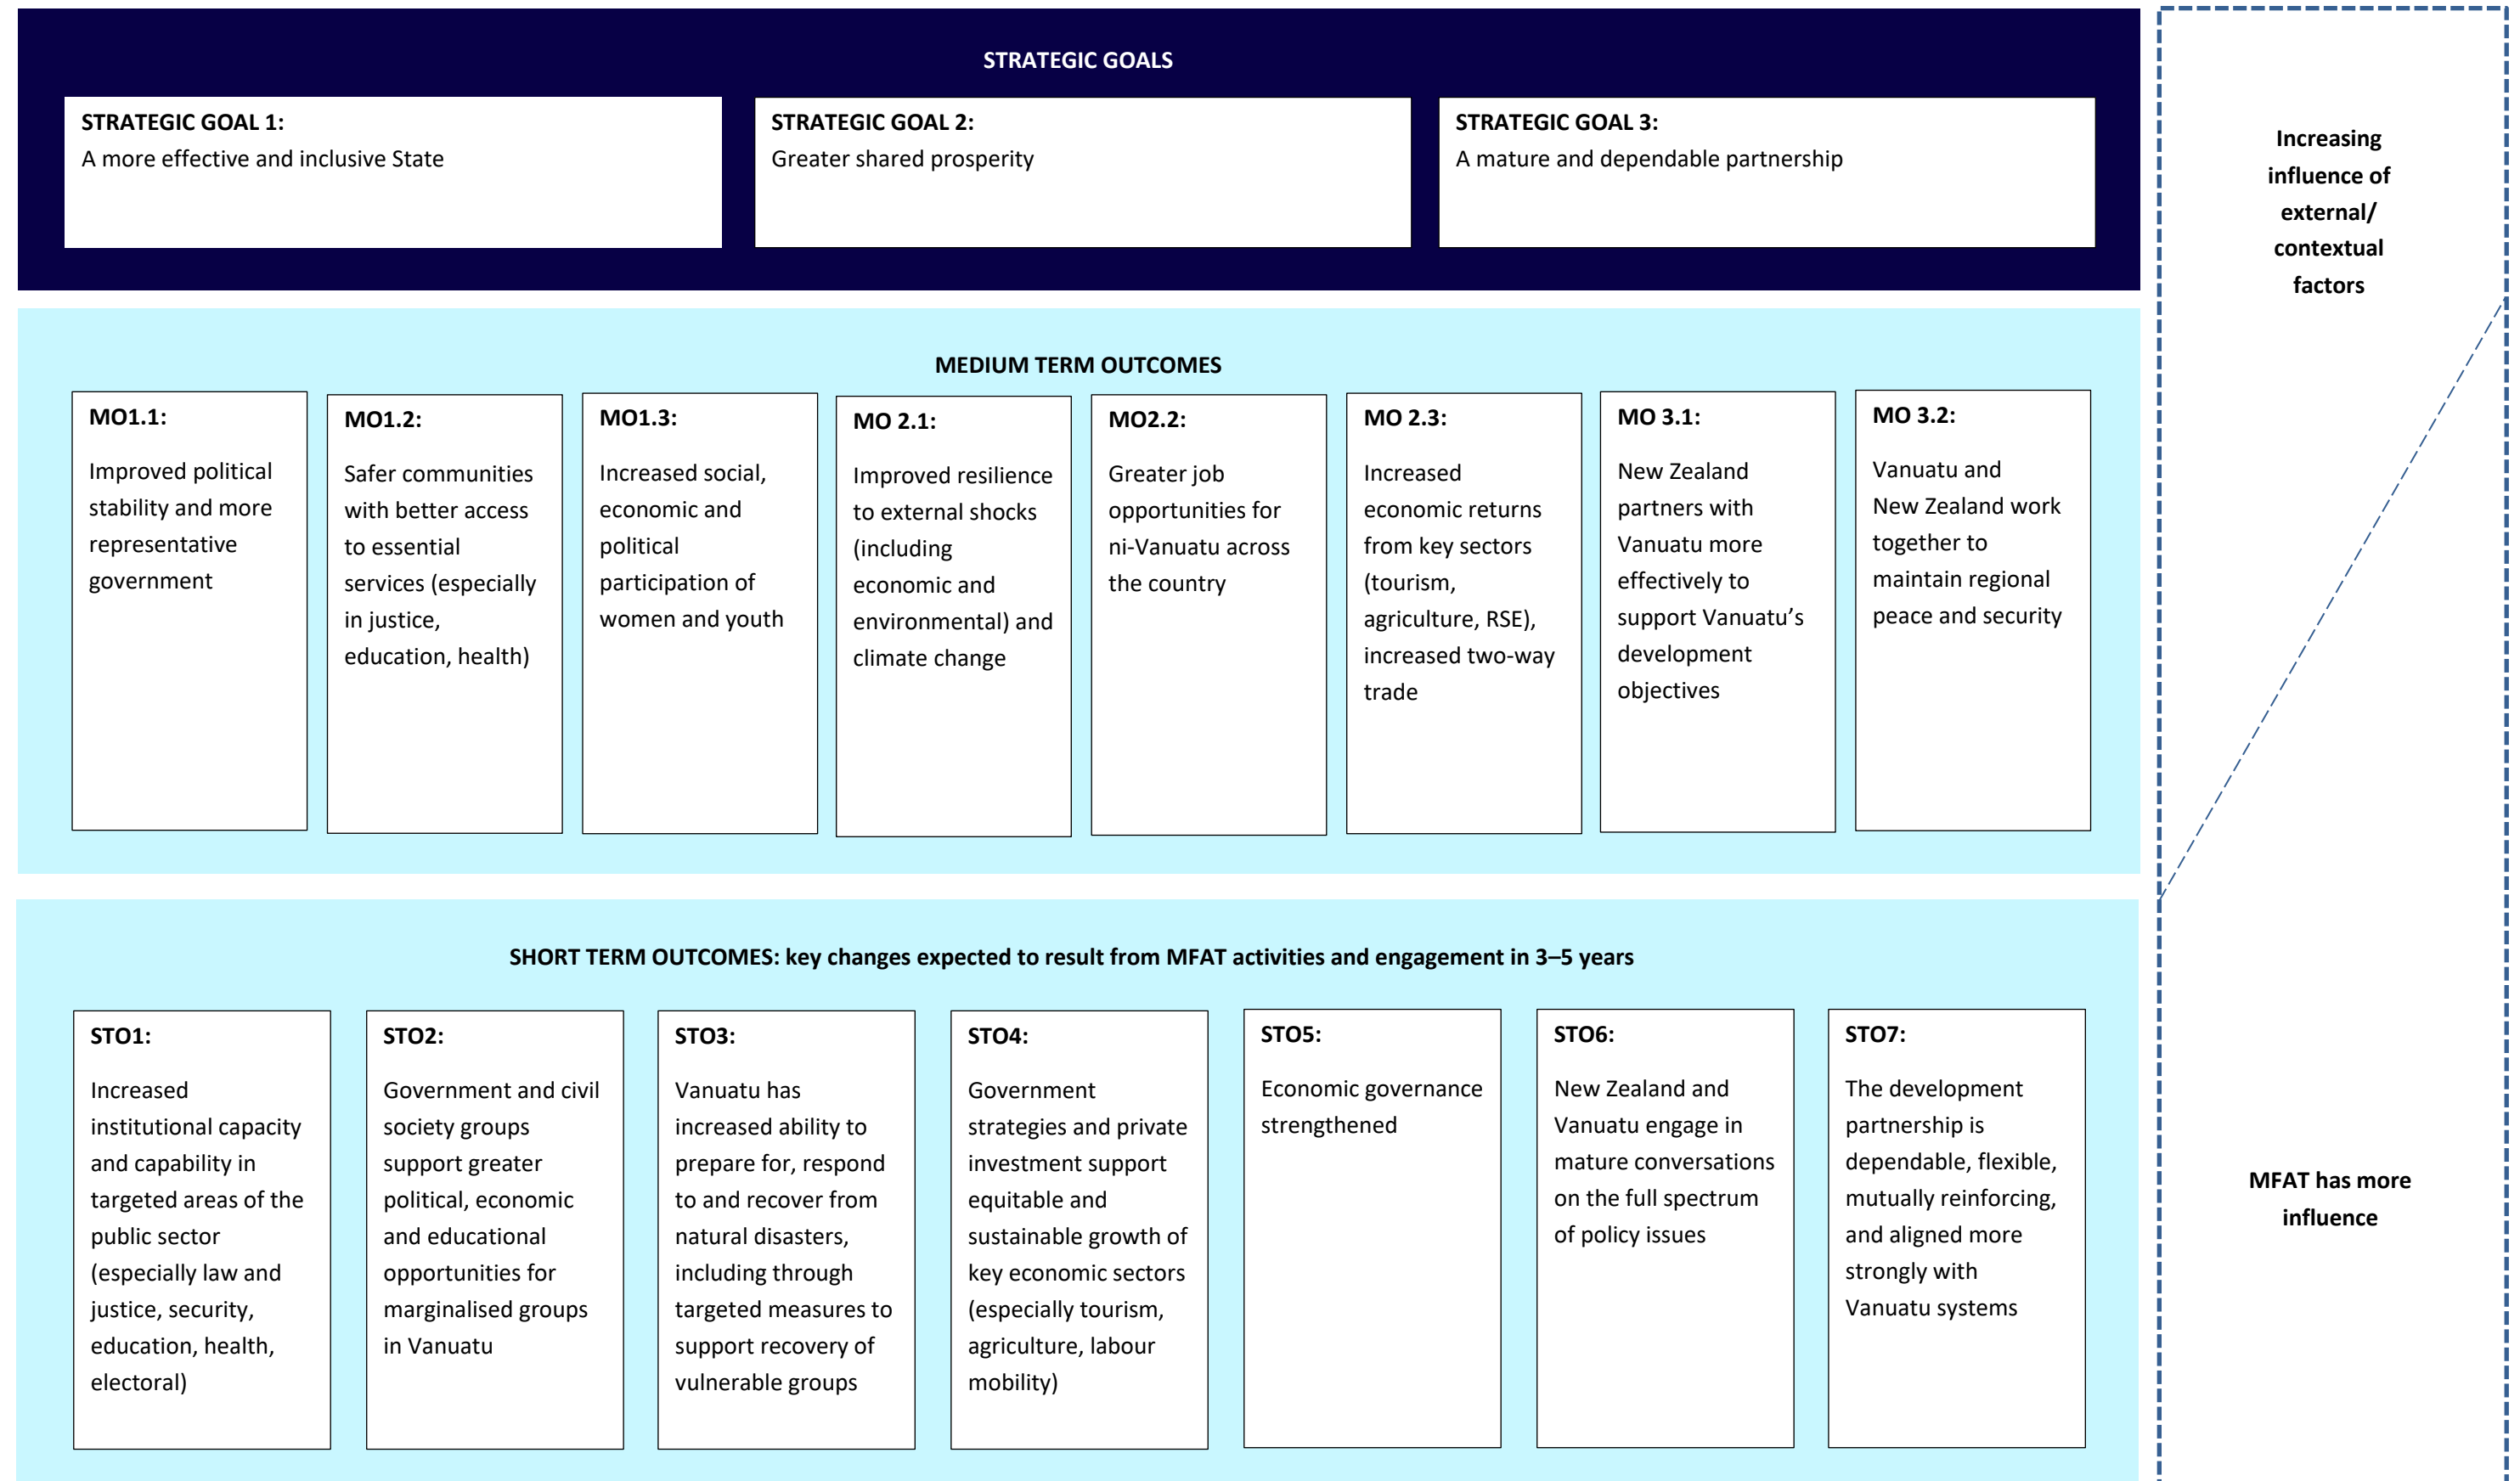 STRATEGIC GOALS
STRATEGIC GOAL 1:
A more effective and inclusive State
STRATEGIC GOAL 2:
Greater shared prosperity
STRATEGIC GOAL 3:
A mature and dependable partnership
Increasing
influence of
external/
contextual
factors
MEDIUM TERM OUTCOMES
MO1.1:
Improved political
stability and more
representative
government
MO1.2:
Safer communities
with better access
to essential
services (especially
in justice,
education, health)
MO1.3:
Increased social,
economic and
political
participation of
women and youth
MO 2.1:
Improved resilience
to external shocks
(including
economic and
environmental) and
climate change
MO2.2:
Greater job
opportunities for
ni-Vanuatu across
the country
MO 2.3:
Increased
economic returns
from key sectors
(tourism,
agriculture, RSE),
increased two-way
trade
MO 3.1:
New Zealand
partners with
Vanuatu more
effectively to
support Vanuatu’s
development
objectives
MO 3.2:
Vanuatu and
New Zealand work
together to
maintain regional
peace and security
SHORT TERM OUTCOMES: key changes expected to result from MFAT activities and engagement in 3–5 years
STO1:
Increased
institutional capacity
and capability in
targeted areas of the
public sector
(especially law and
justice, security,
education, health,
electoral)
STO2:
Government and civil
society groups
support greater
political, economic
and educational
opportunities for
marginalised groups
in Vanuatu
STO3:
Vanuatu has
increased ability to
prepare for, respond
to and recover from
natural disasters,
including through
targeted measures to
support recovery of
vulnerable groups
STO4:
Government
strategies and private
investment support
equitable and
sustainable growth of
key economic sectors
(especially tourism,
agriculture, labour
mobility)
STO5:
Economic governance
strengthened
STO6:
New Zealand and
Vanuatu engage in
mature conversations
on the full spectrum
of policy issues
STO7:
The development
partnership is
dependable, flexible,
mutually reinforcing,
and aligned more
strongly with
Vanuatu systems
MFAT has more
influence